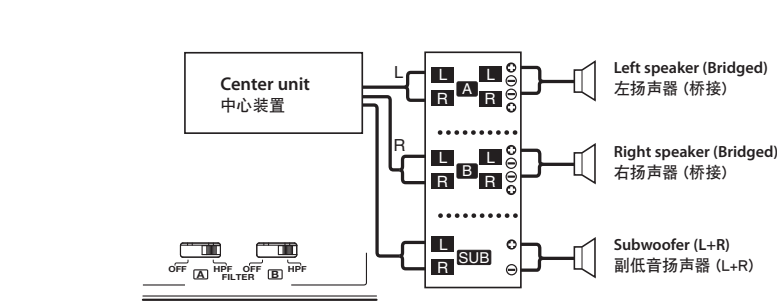 Center unit
中心装置
L
R
L
R
A
L
R
Left speaker (Bridged)
左扬声器 (桥接)
L
R
B
L
R
Right speaker (Bridged)
右扬声器 (桥接)
L
R
SUB
Subwoofer (L+R)
副低音扬声器 (L+R)
OFF HPF OFF HPF
A FILTER B